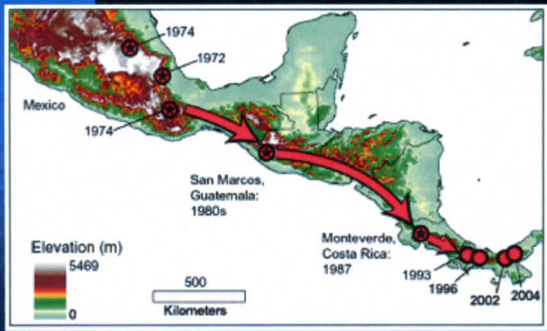 1974
1972
Mexico
1974
San Marcos,
Guatemala:
1980s
Monteverde,
Costa Rica:
1987
1993
1996
2002
2004
Elevation (m)
5469
0
500
Kilometers